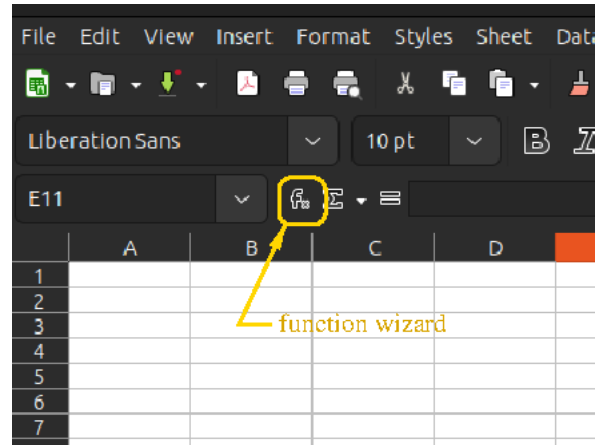 File Edit View Insert Format Styles Sheet Data
Liberation Sans 10 pt B I
E11 fx Σ =
A B C D
1
2
3 function wizard
4
5
6
7